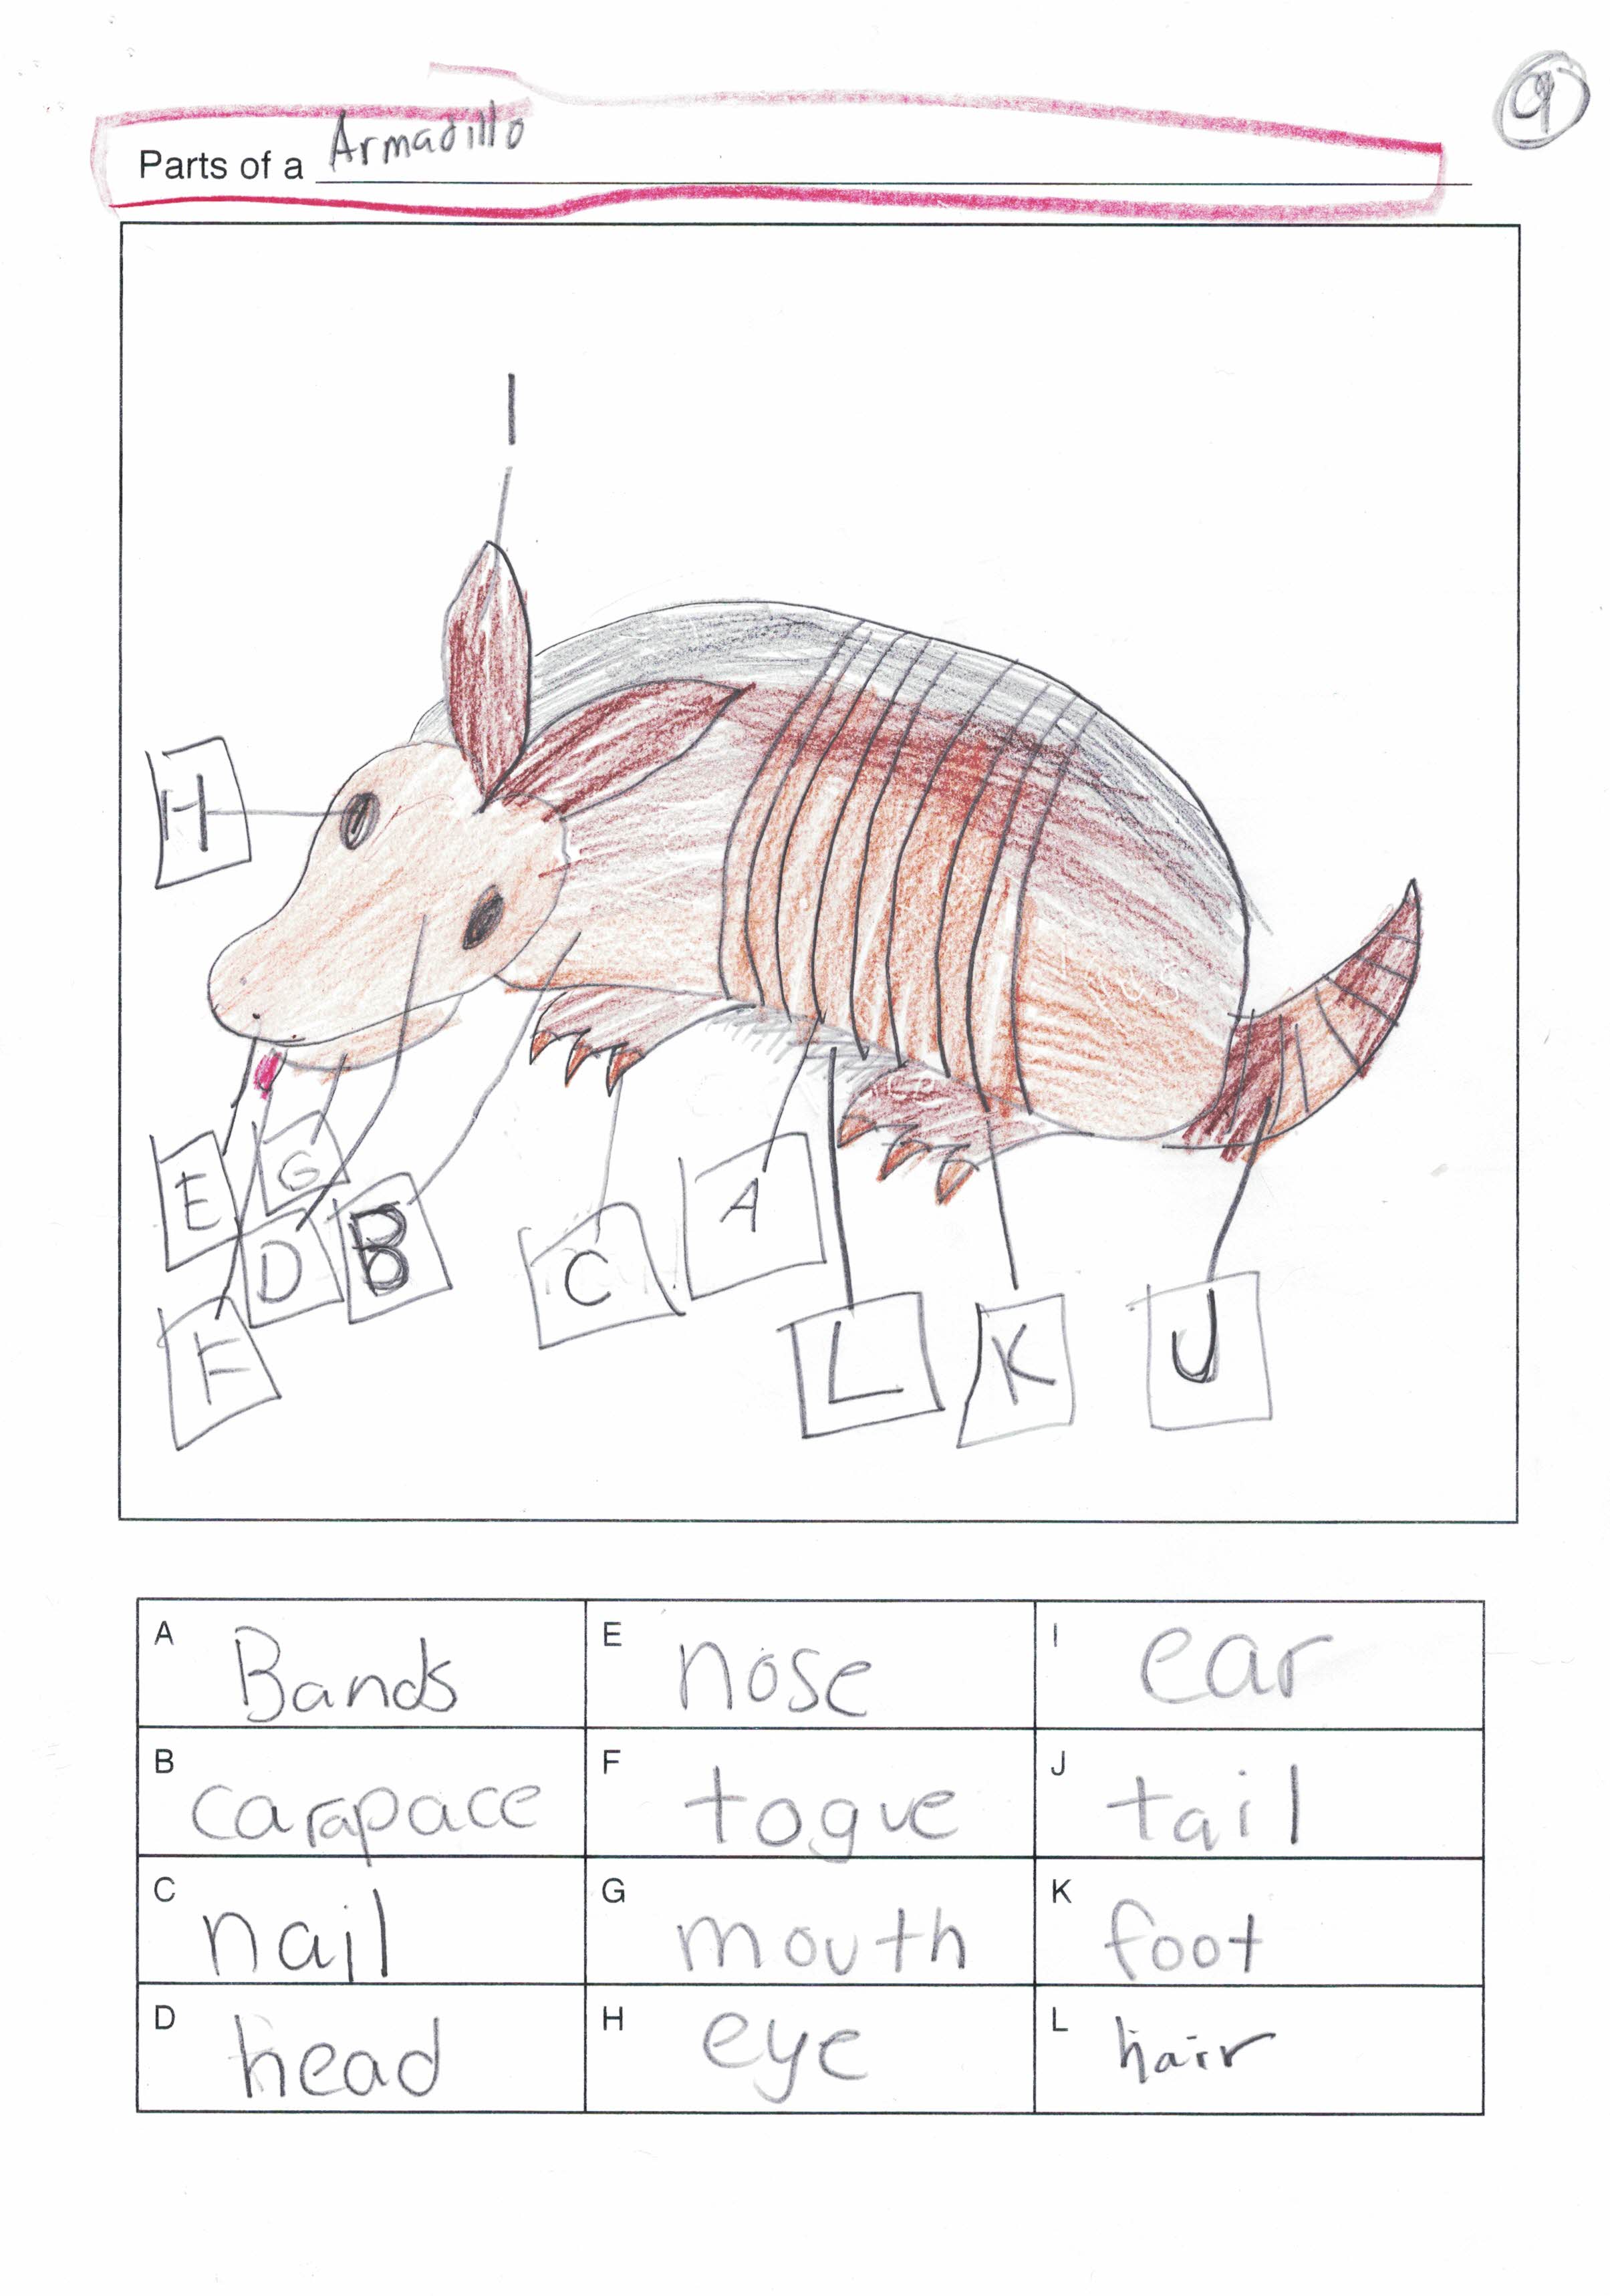 9
Parts of a Armadillo
I
H
E
G
D
B
F
C
A
L
K
J
A Bands
E nose
I ear
B carapace
F togue
J tail
C nail
G mouth
K foot
D head
H eye
L hair